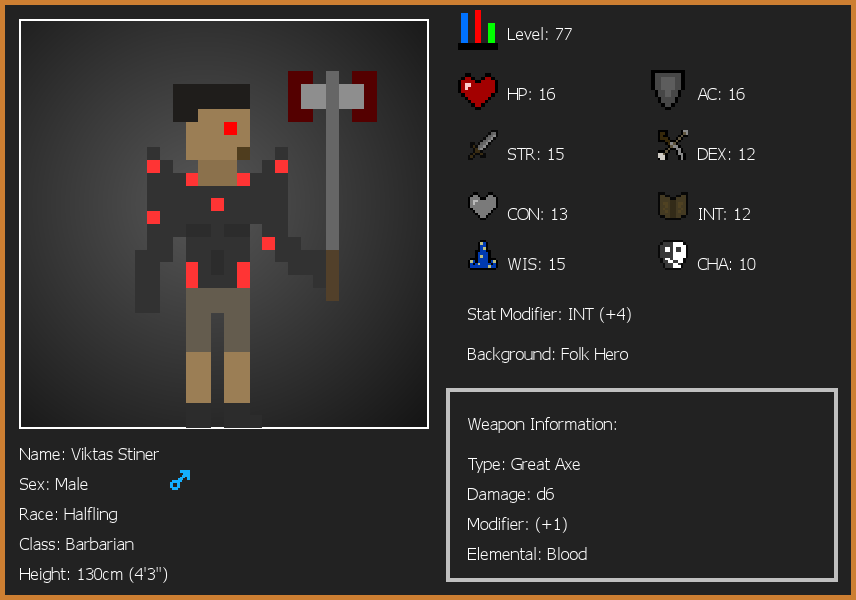 Level: 77
HP: 16
AC: 16
STR: 15
DEX: 12
CON: 13
INT: 12
WIS: 15
CHA: 10
Stat Modifier: INT (+4)
Background: Folk Hero
Weapon Information:
Type: Great Axe
Damage: d6
Modifier: (+1)
Elemental: Blood
Name: Viktas Stiner
Sex: Male
Race: Halfling
Class: Barbarian
Height: 130cm (4'3")